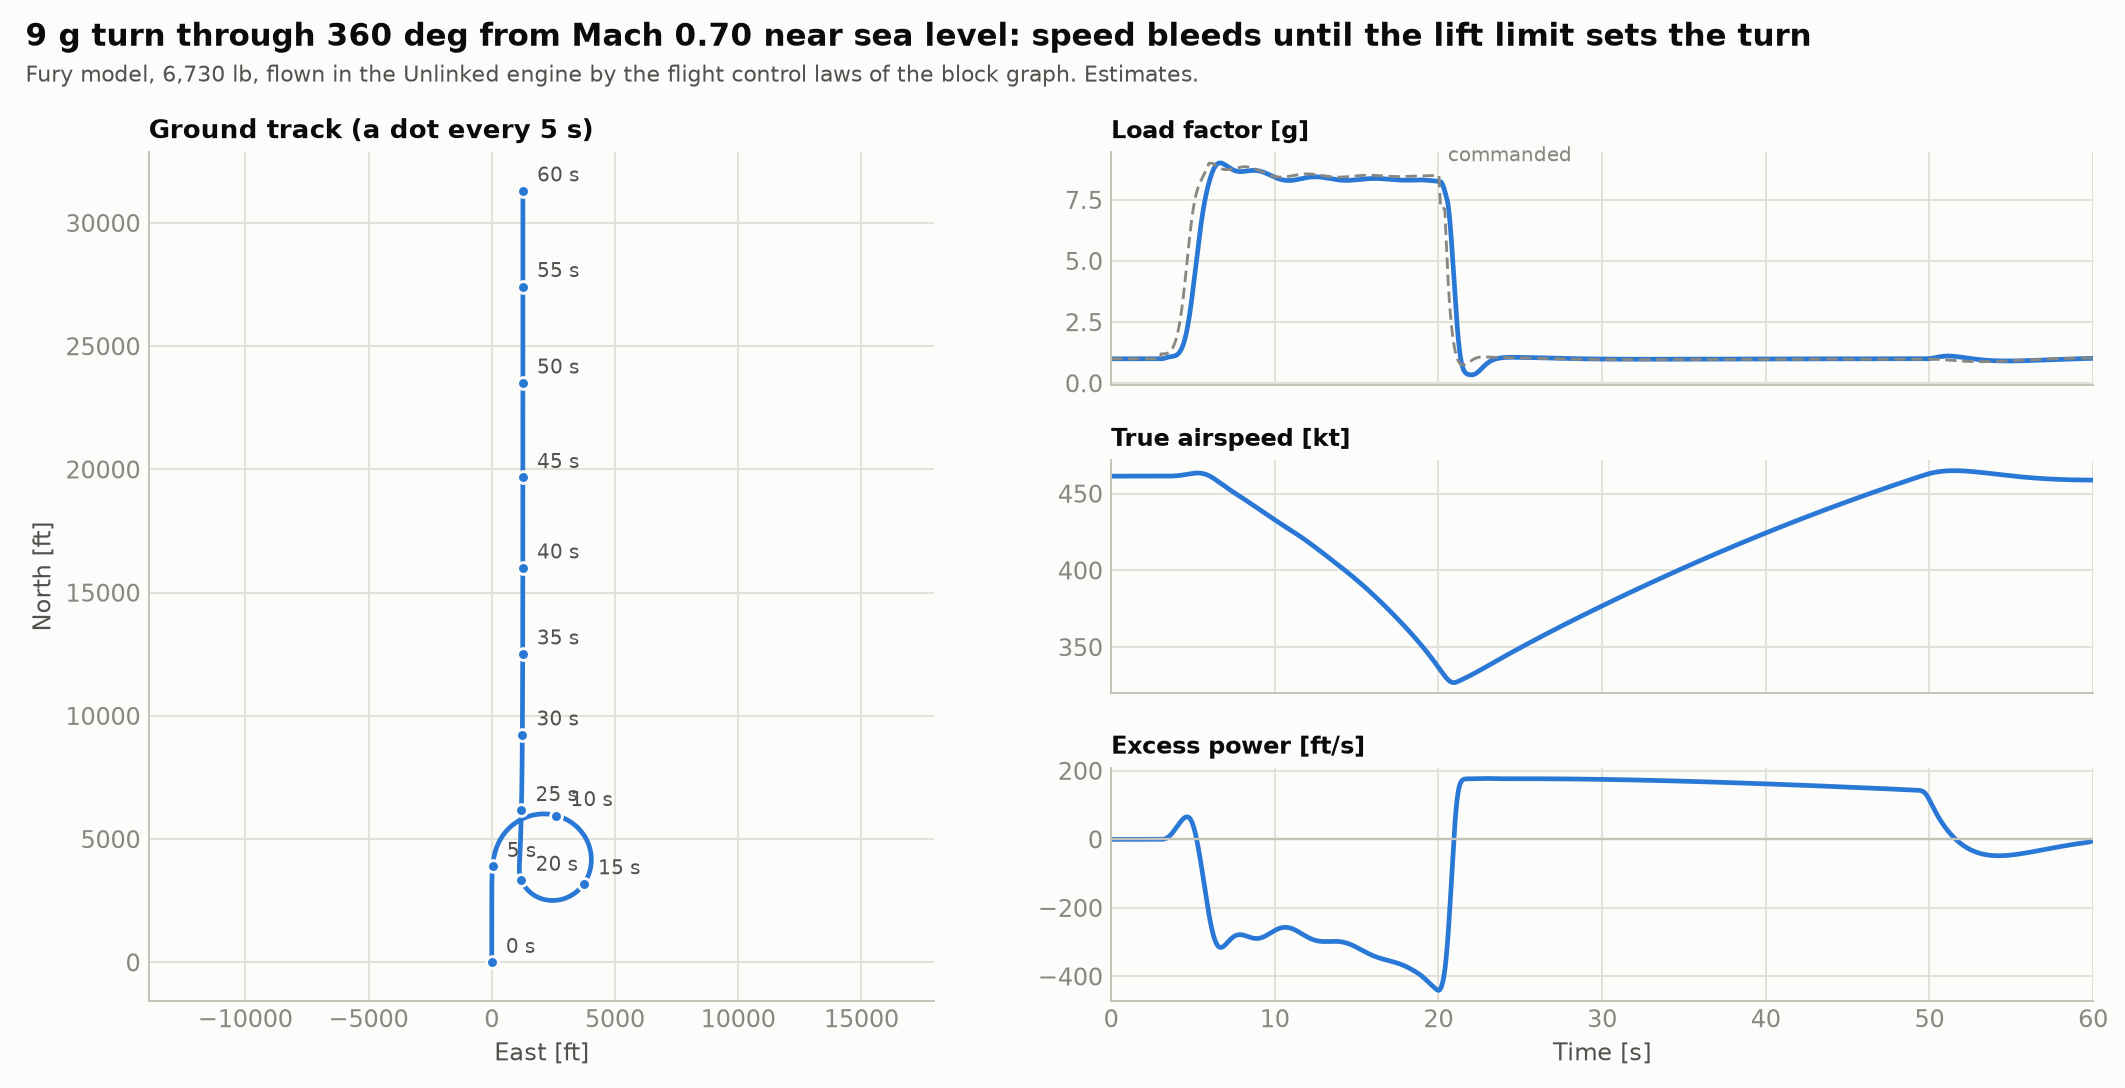 9 g turn through 360 deg from Mach 0.70 near sea level: speed bleeds until the lift limit sets the turn
Fury model, 6,730 lb, flown in the Unlinked engine by the flight control laws of the block graph. Estimates.
Ground track (a dot every 5 s)
60 s
55 s
50 s
45 s
40 s
35 s
30 s
25 s
10 s
5 s
20 s
15 s
0 s
30000
25000
20000
15000
10000
5000
0
North [ft]
−10000
−5000
0
5000
10000
15000
East [ft]
Load factor [g]
commanded
7.5
5.0
2.5
0.0
True airspeed [kt]
450
400
350
Excess power [ft/s]
200
0
−200
−400
0
10
20
30
40
50
60
Time [s]